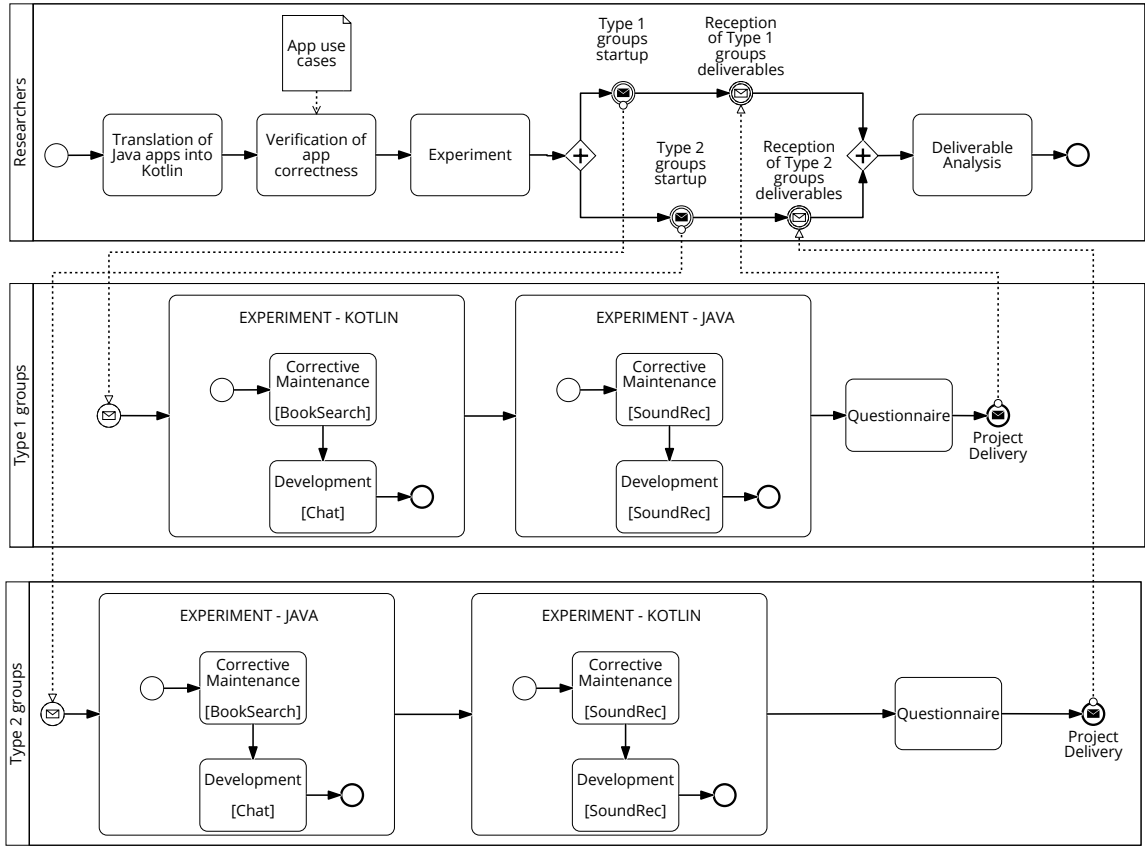 Researchers
App use
cases
Translation of
Java apps into
Kotlin
Verification of
app
correctness
Experiment
Type 1
groups
startup
Reception
of Type 1
groups
deliverables
Type 2
groups
startup
Reception
of Type 2
groups
deliverables
Deliverable
Analysis
Type 1 groups
EXPERIMENT - KOTLIN
Corrective
Maintenance
[BookSearch]
Development
[Chat]
EXPERIMENT - JAVA
Corrective
Maintenance
[SoundRec]
Development
[SoundRec]
Questionnaire
Project
Delivery
Type 2 groups
EXPERIMENT - JAVA
Corrective
Maintenance
[BookSearch]
Development
[Chat]
EXPERIMENT - KOTLIN
Corrective
Maintenance
[SoundRec]
Development
[SoundRec]
Questionnaire
Project
Delivery